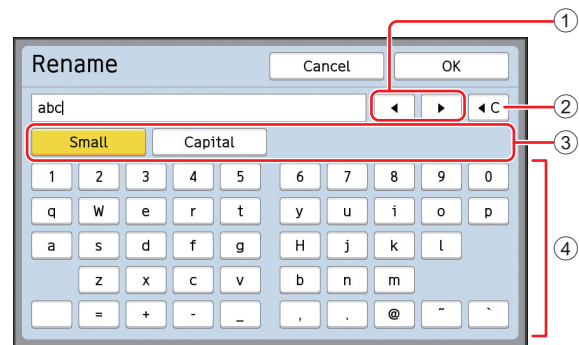 ①
Rename Cancel OK
abc ◀ ▶ ◀ C ②
Small Capital ③
1 2 3 4 5 6 7 8 9 0
q W e r t y u i o p
a s d f g H j k l ④
z x c v b n m
= + - _ , . @ ~ `